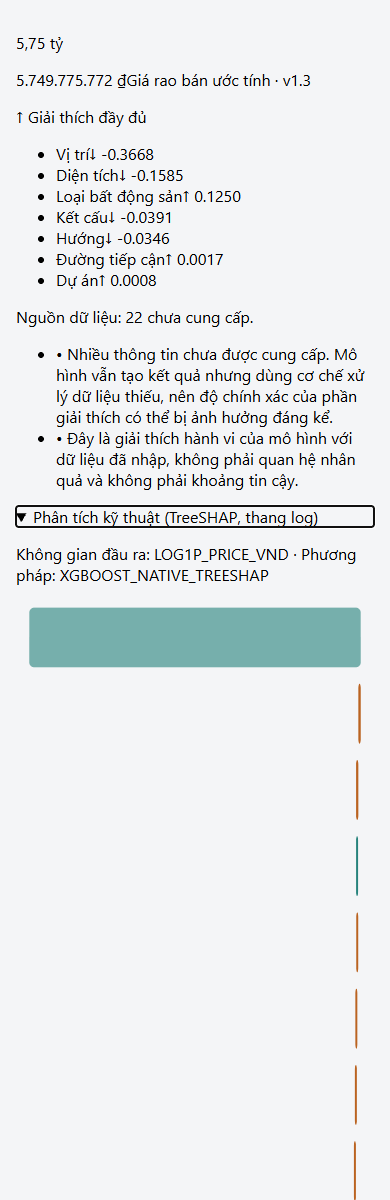 5,75 tỷ
5.749.775.772 ₫Giá rao bán ước tính · v1.3
↑ Giải thích đầy đủ
• Vị trí↓ -0.3668
• Diện tích↓ -0.1585
• Loại bất động sản↑ 0.1250
• Kết cấu↓ -0.0391
• Hướng↓ -0.0346
• Đường tiếp cận↑ 0.0017
• Dự án↑ 0.0008
Nguồn dữ liệu: 22 chưa cung cấp.
• • Nhiều thông tin chưa được cung cấp. Mô
hình vẫn tạo kết quả nhưng dùng cơ chế xử
lý dữ liệu thiếu, nên độ chính xác của phần
giải thích có thể bị ảnh hưởng đáng kể.
• • Đây là giải thích hành vi của mô hình với
dữ liệu đã nhập, không phải quan hệ nhân
quả và không phải khoảng tin cậy.
▼ Phân tích kỹ thuật (TreeSHAP, thang log)
Không gian đầu ra: LOG1P_PRICE_VND · Phương
pháp: XGBOOST_NATIVE_TREESHAP